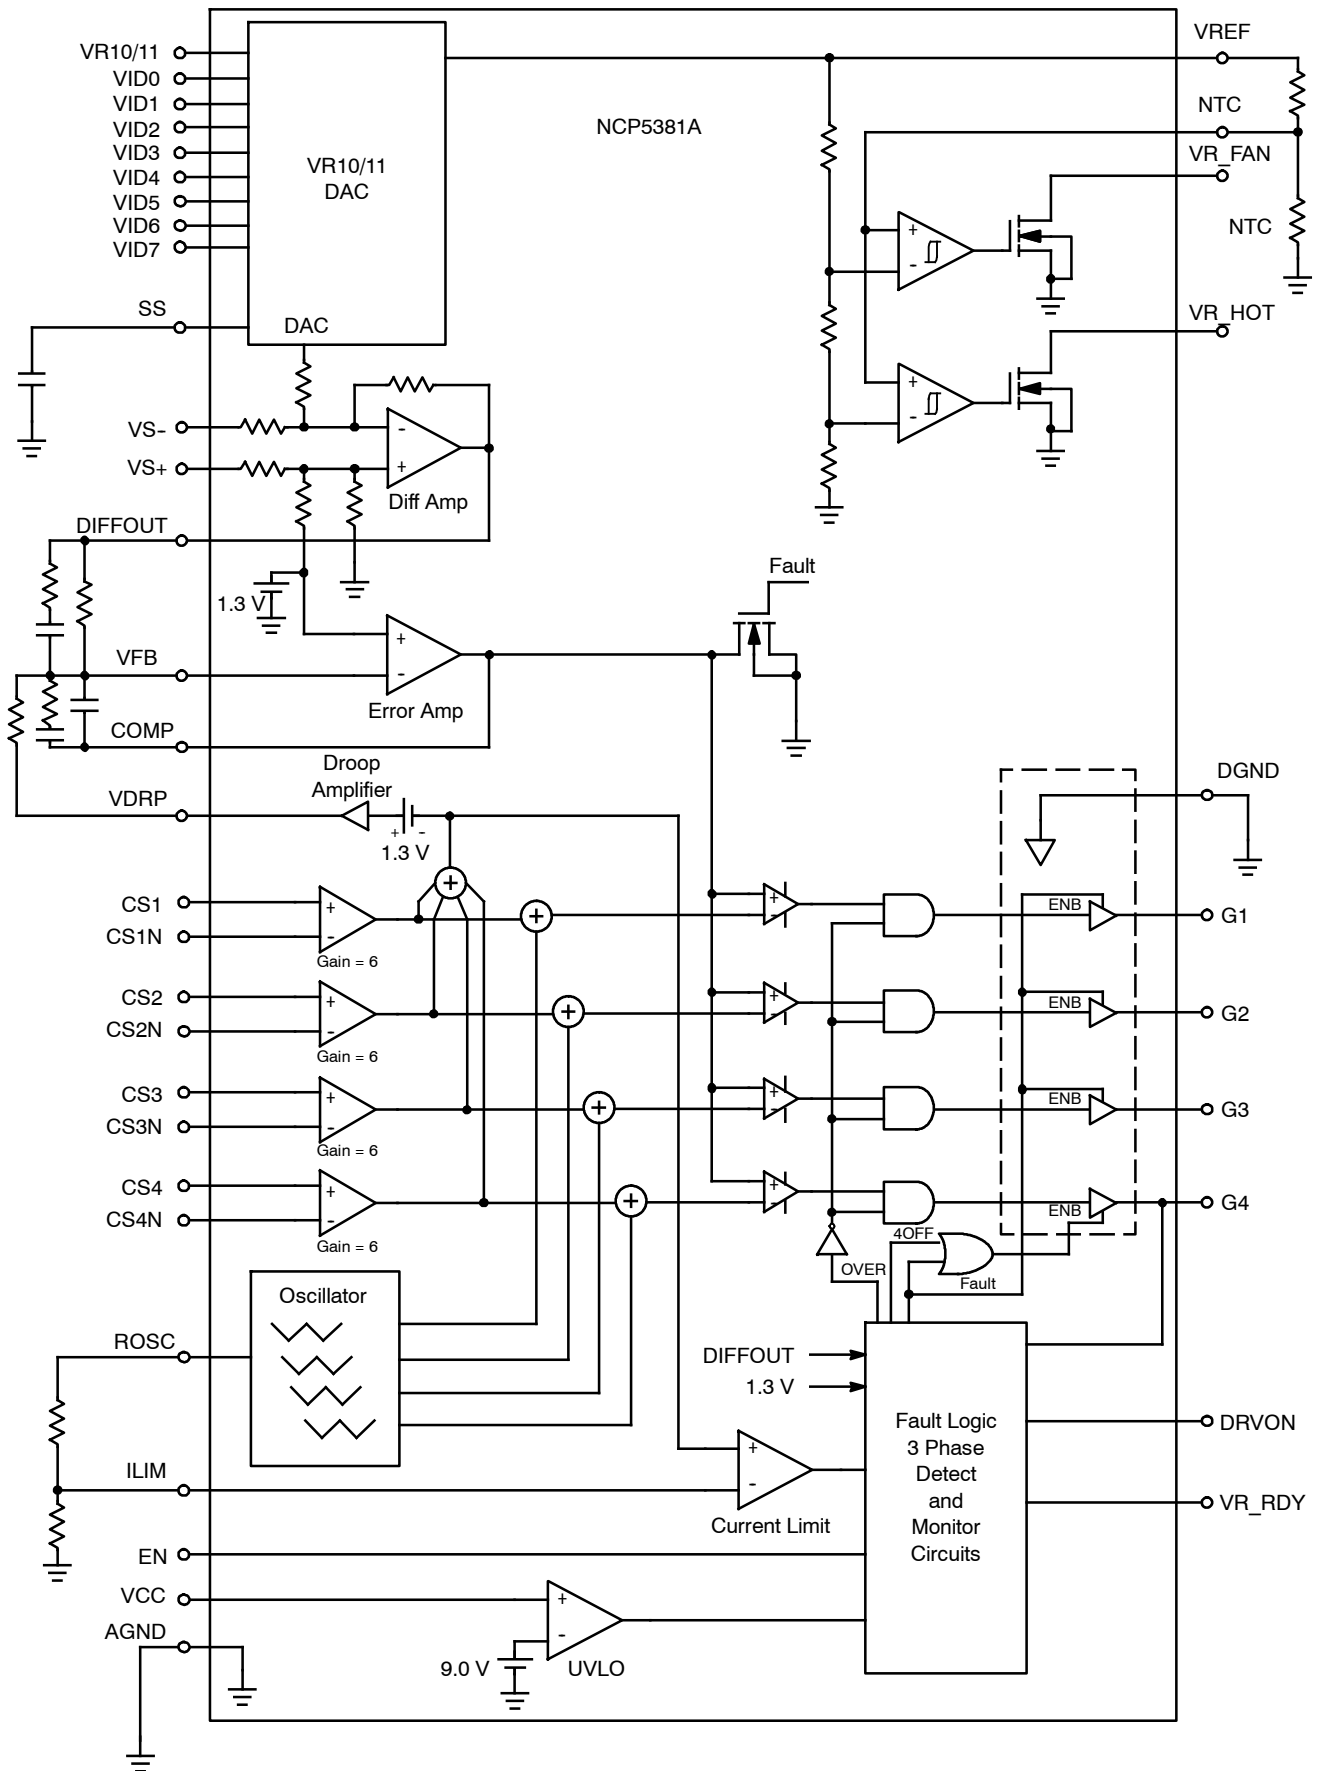 VREF
VR10/11
VID0
VID1
VID2
VID3
VID4
VID5
VID6
VID7
VR10/11
DAC
NCP5381A
NTC
VR_FAN
NTC
+
-
SS
DAC
VR_HOT
+
-
VS-
VS+
-
+
Diff Amp
DIFFOUT
1.3 V
Fault
VFB
+
-
Error Amp
COMP
Droop
Amplifier
VDRP
+ -
1.3 V
DGND
+
CS1
CS1N
+
-
Gain = 6
+
+
-
ENB
G1
CS2
CS2N
+
-
Gain = 6
+
+
-
ENB
G2
CS3
CS3N
+
-
Gain = 6
+
+
-
ENB
G3
CS4
CS4N
+
-
Gain = 6
+
+
-
ENB
G4
4OFF
OVER
Fault
Oscillator
ROSC
DIFFOUT
1.3 V
Fault Logic
3 Phase
Detect
and
Monitor
Circuits
DRVON
VR_RDY
ILIM
+
-
Current Limit
EN
VCC
AGND
+
-
9.0 V
UVLO